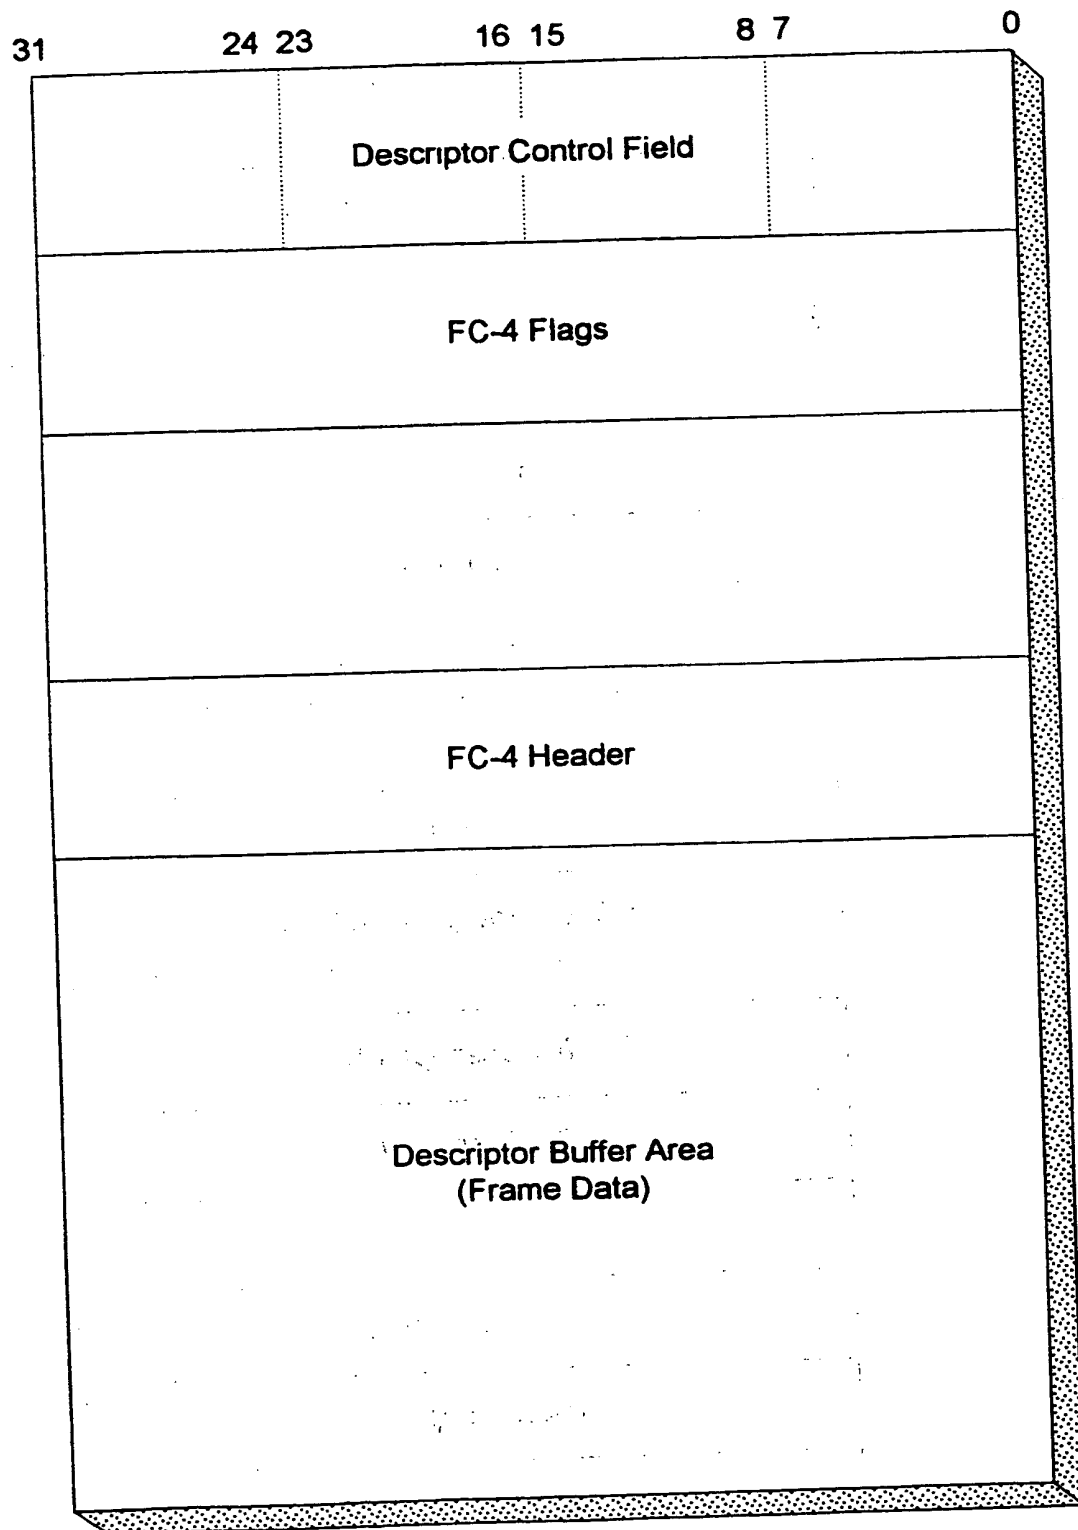 31 24 23 16 15 8 7 0
Descriptor Control Field
FC-4 Flags
FC-4 Header
Descriptor Buffer Area
(Frame Data)